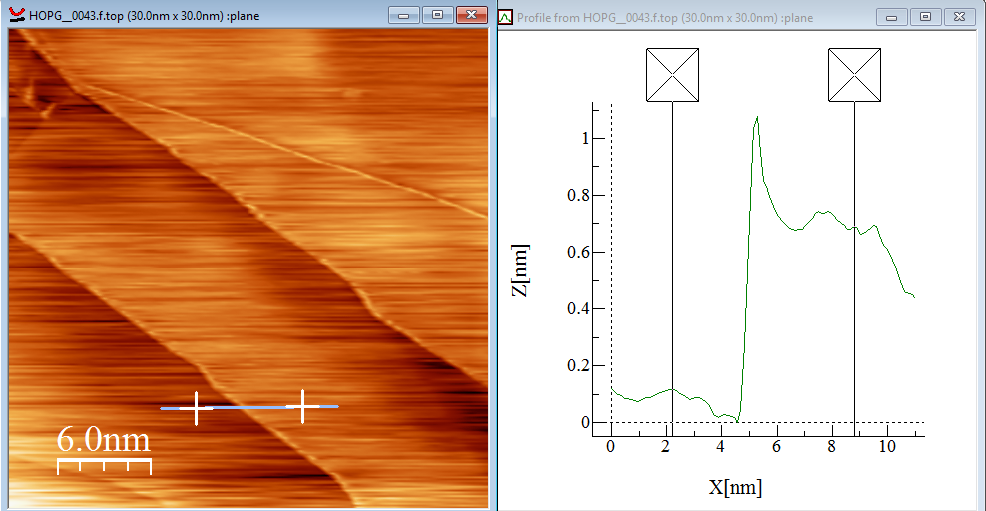 HOPG__0043.f.top (30.0nm x 30.0nm) :plane
6.0nm
Profile from HOPG__0043.f.top (30.0nm x 30.0nm) :plane
1
0.8
0.6
0.4
0.2
0
Z[nm]
0 2 4 6 8 10
X[nm]